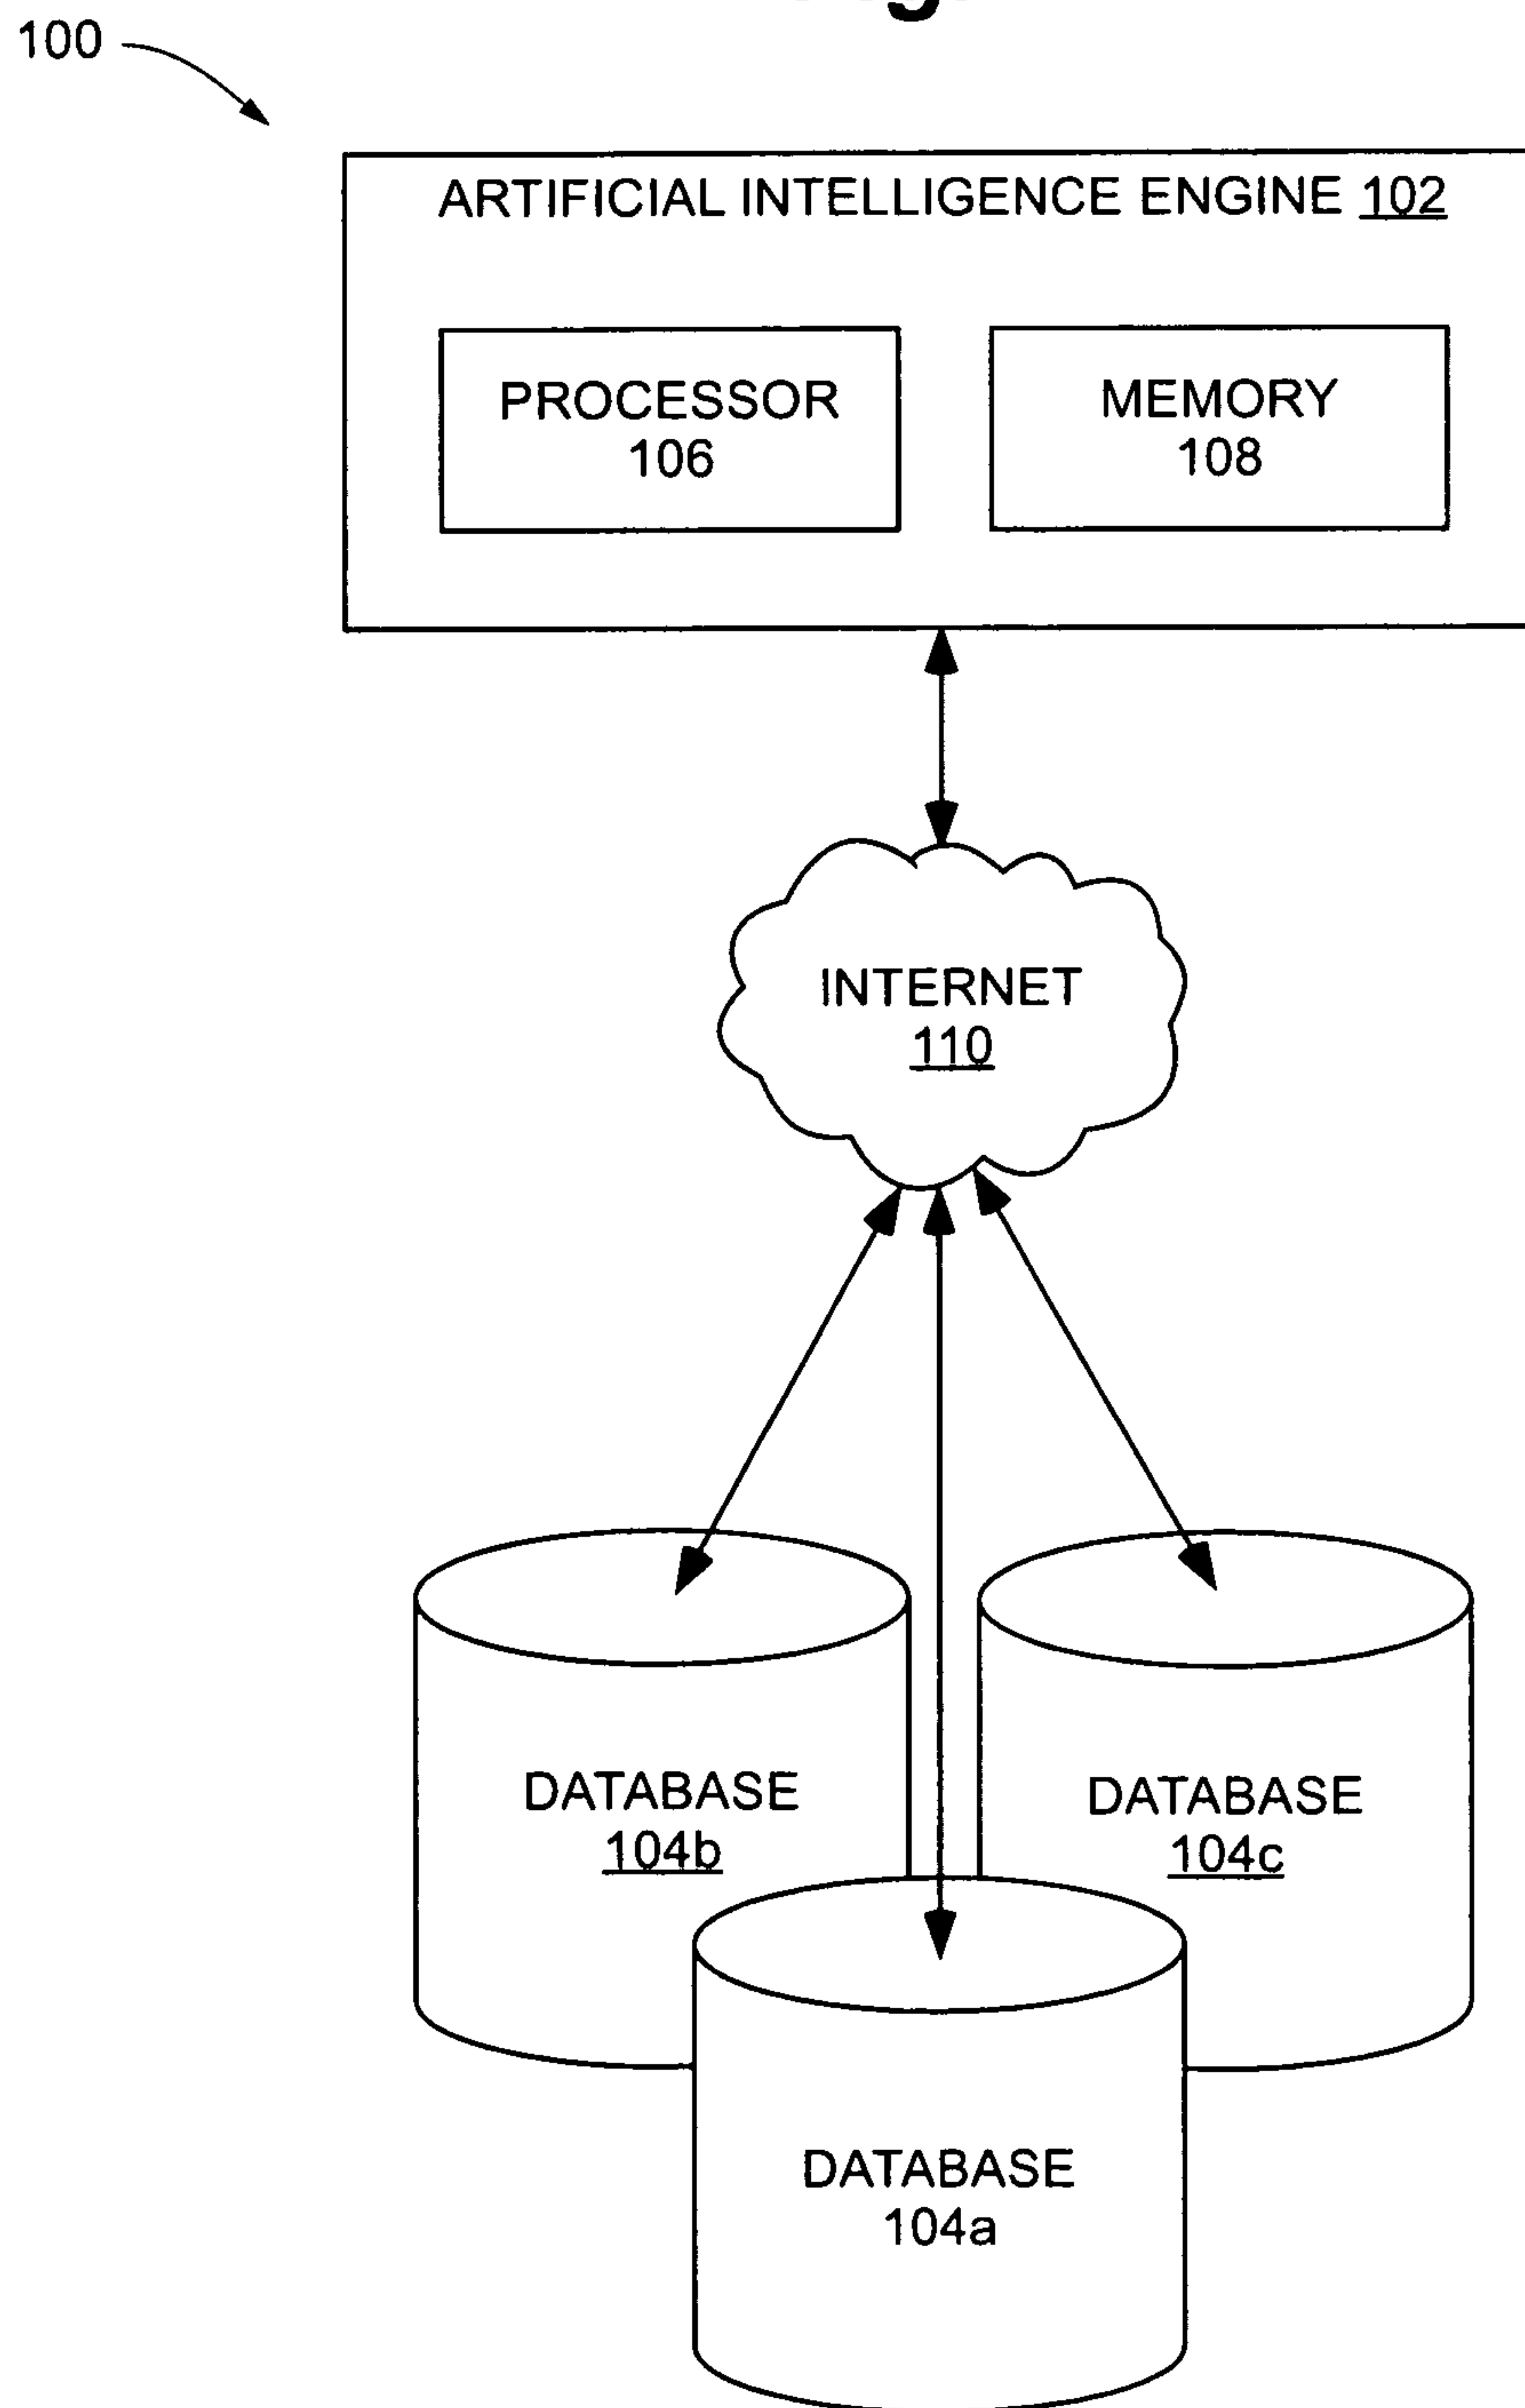 100
ARTIFICIAL INTELLIGENCE ENGINE 102
PROCESSOR
106
MEMORY
108
INTERNET
110
DATABASE
104b
DATABASE
104c
DATABASE
104a